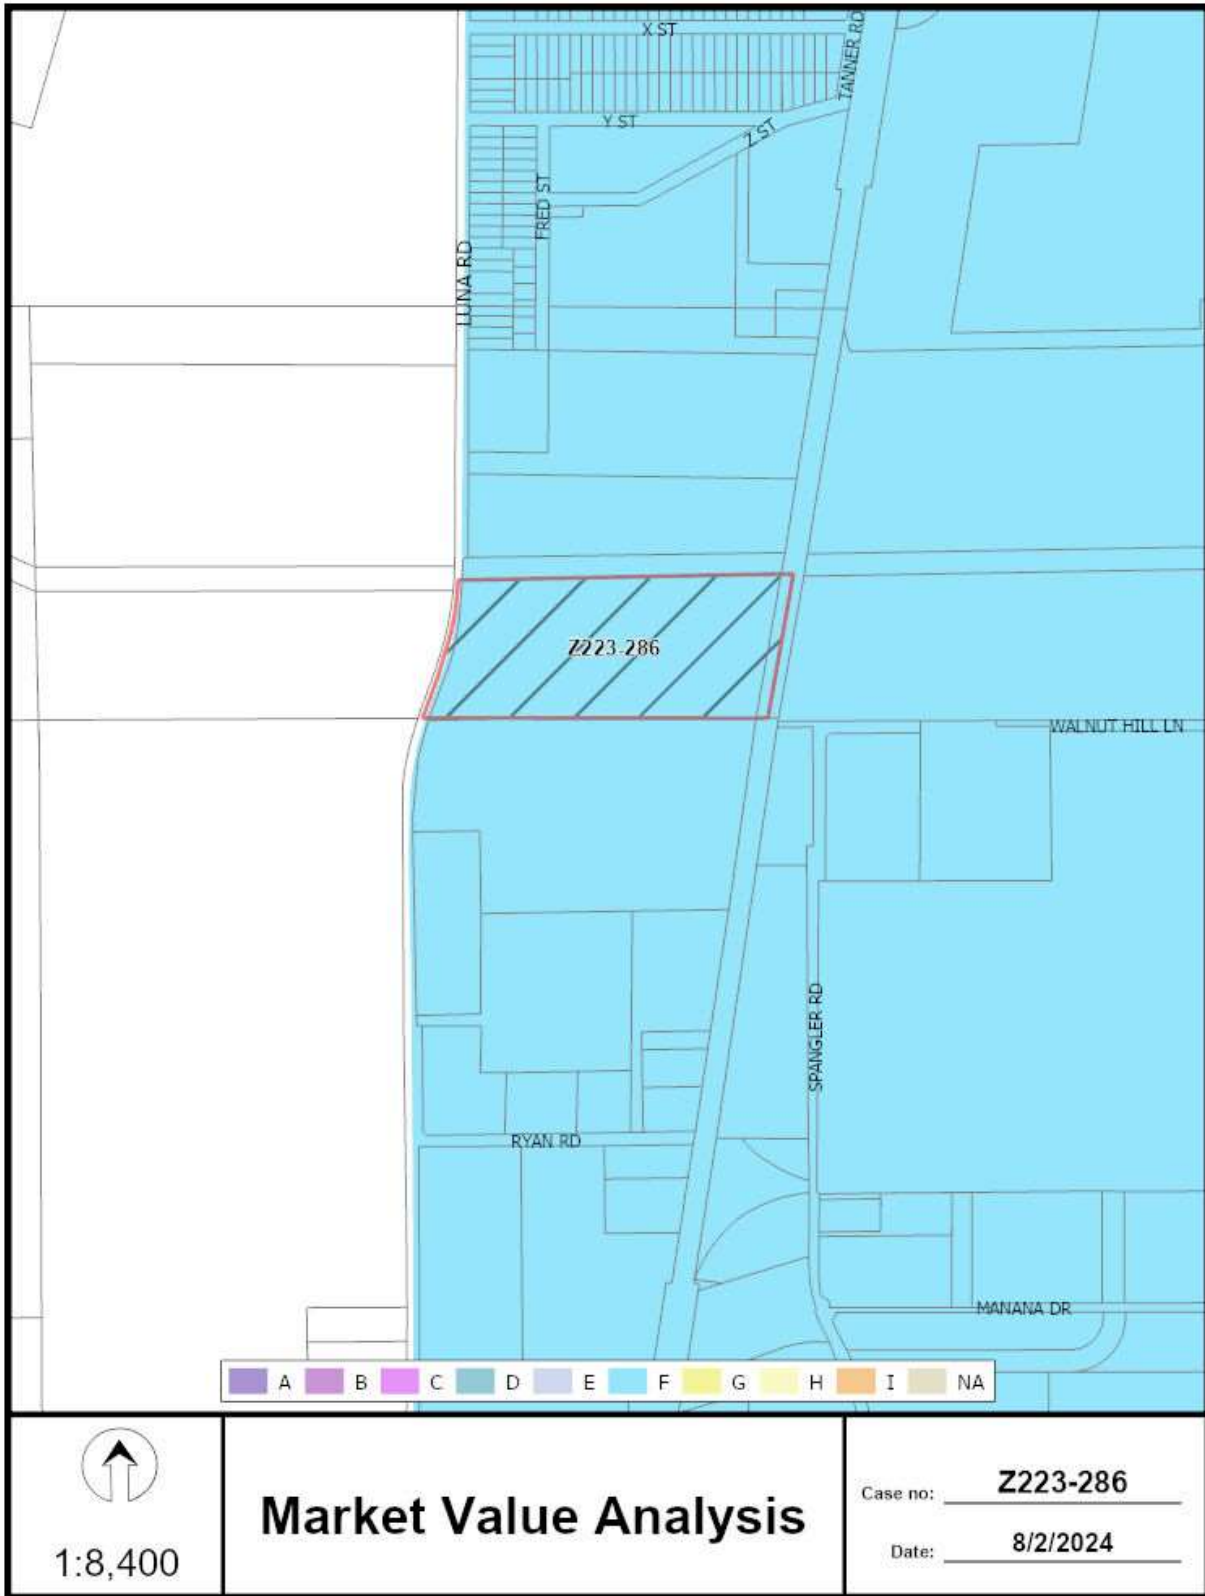 X ST
TANNER RD
Y ST
Z ST
FRED ST
LUNA RD
Z223-286
WALNUT HILL LN
SPANGLER RD
RYAN RD
MANANA DR
A B C D E F G H I NA
1:8,400
Market Value Analysis
Case no: Z223-286
Date: 8/2/2024